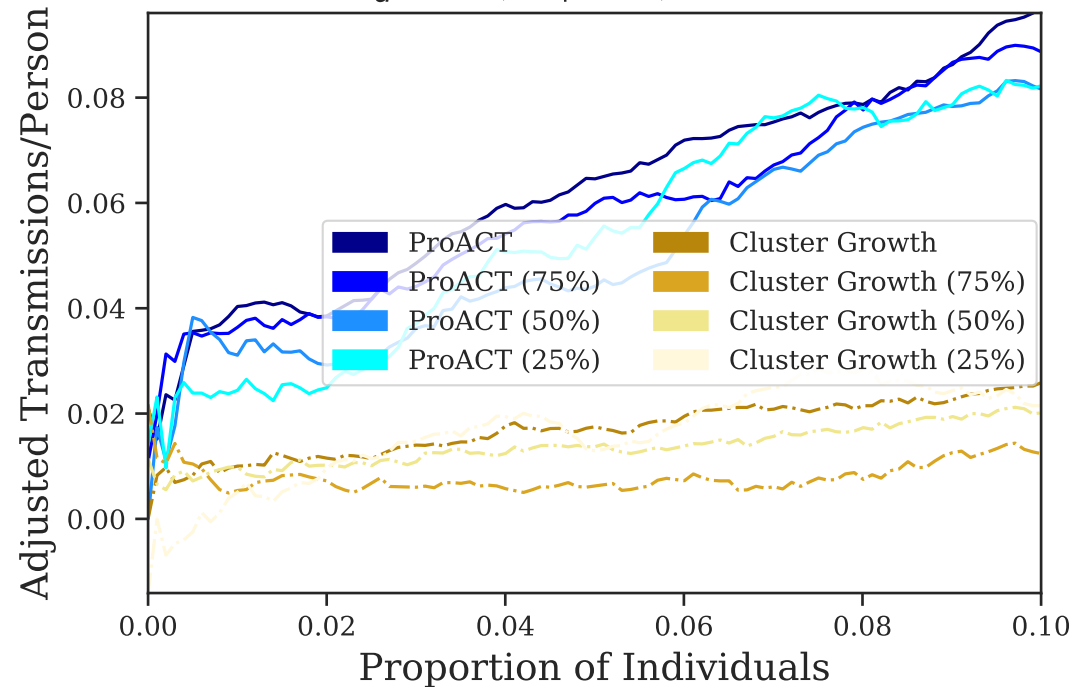 Adjusted Transmissions/Person
0.08
0.06
0.04
0.02
0.00
ProACT
ProACT (75%)
ProACT (50%)
ProACT (25%)
Cluster Growth
Cluster Growth (75%)
Cluster Growth (50%)
Cluster Growth (25%)
0.00 0.02 0.04 0.06 0.08 0.10
Proportion of Individuals